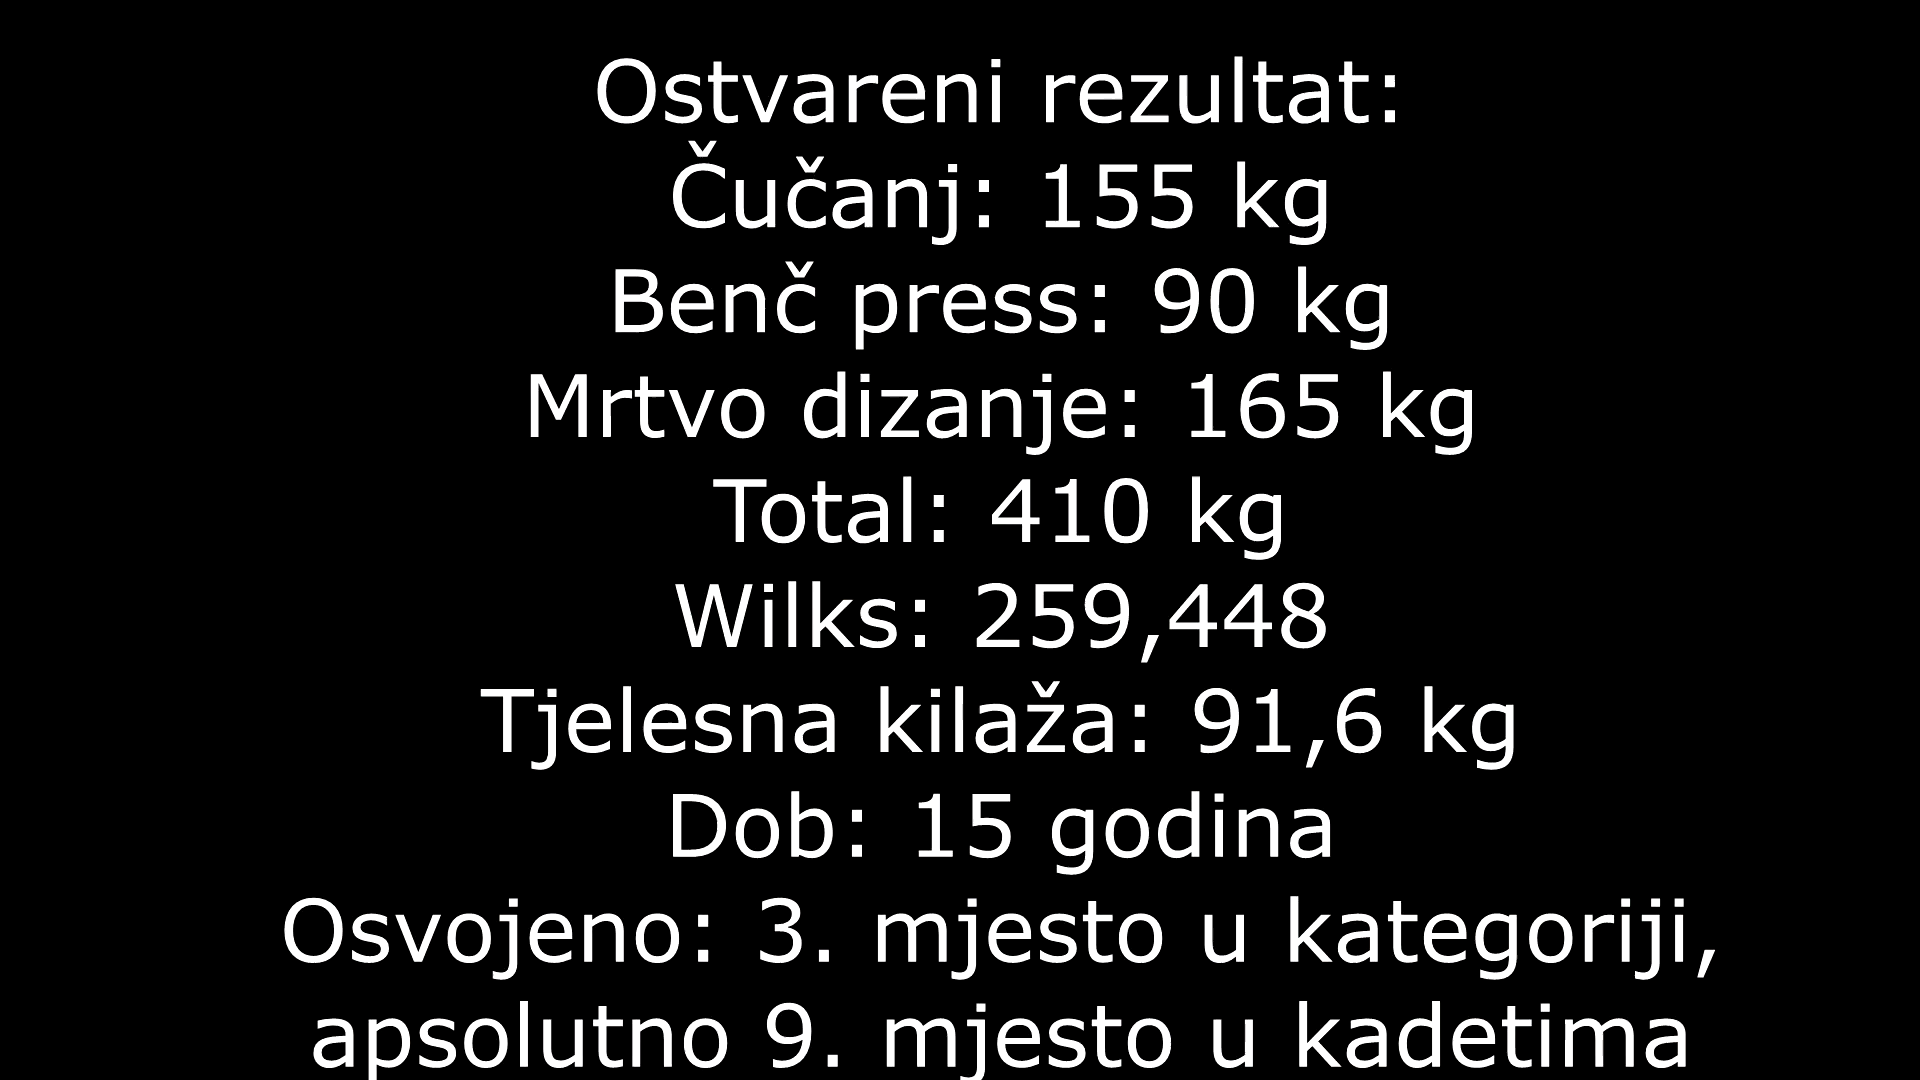 Ostvareni rezultat:
Čučanj: 155 kg
Benč press: 90 kg
Mrtvo dizanje: 165 kg
Total: 410 kg
Wilks: 259,448
Tjelesna kilaža: 91,6 kg
Dob: 15 godina
Osvojeno: 3. mjesto u kategoriji,
apsolutno 9. mjesto u kadetima